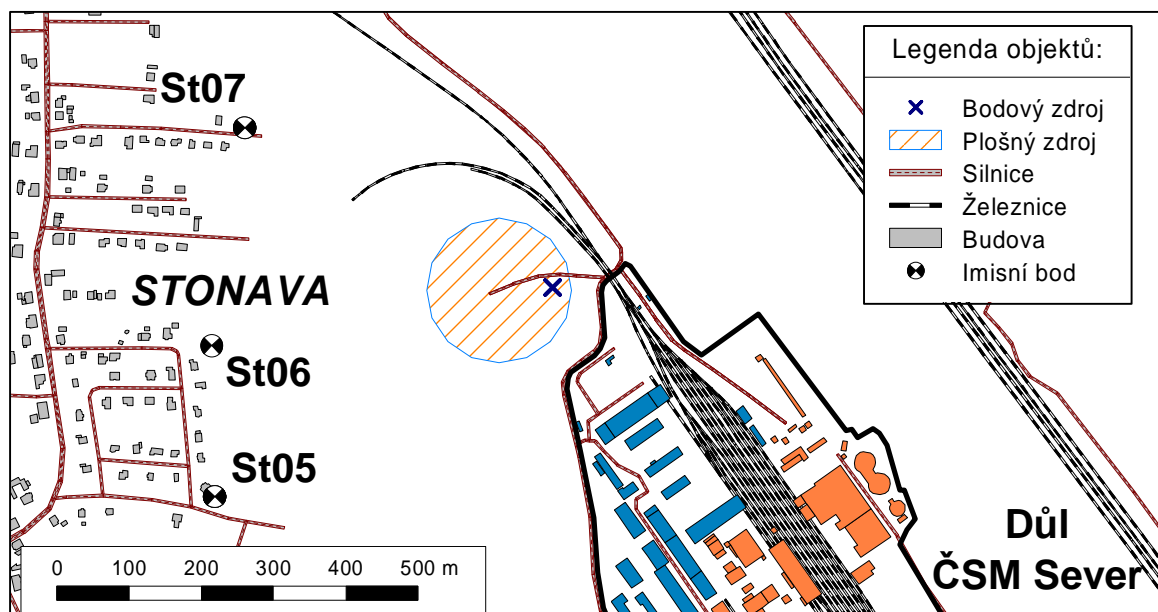 St07
Legenda objektů:
Bodový zdroj
Plošný zdroj
Silnice
Železnice
Budova
Imisní bod
STONAVA
St06
St05
Důl
ČSM Sever
0 100 200 300 400 500 m